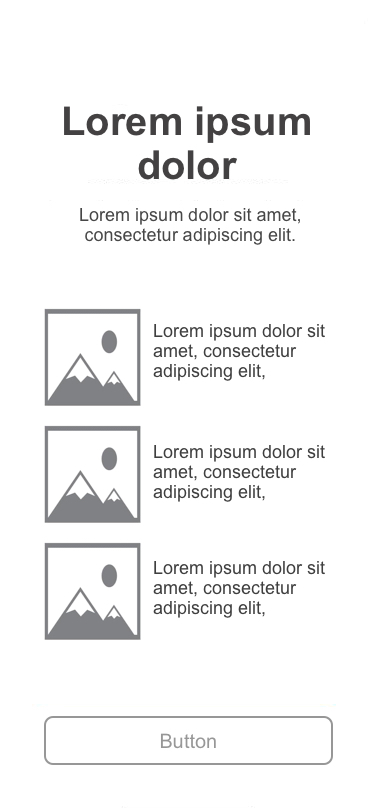 Lorem ipsum
dolor
Lorem ipsum dolor sit amet,
consectetur adipiscing elit.
Lorem ipsum dolor sit
amet, consectetur
adipiscing elit,
Lorem ipsum dolor sit
amet, consectetur
adipiscing elit,
Lorem ipsum dolor sit
amet, consectetur
adipiscing elit,
Button